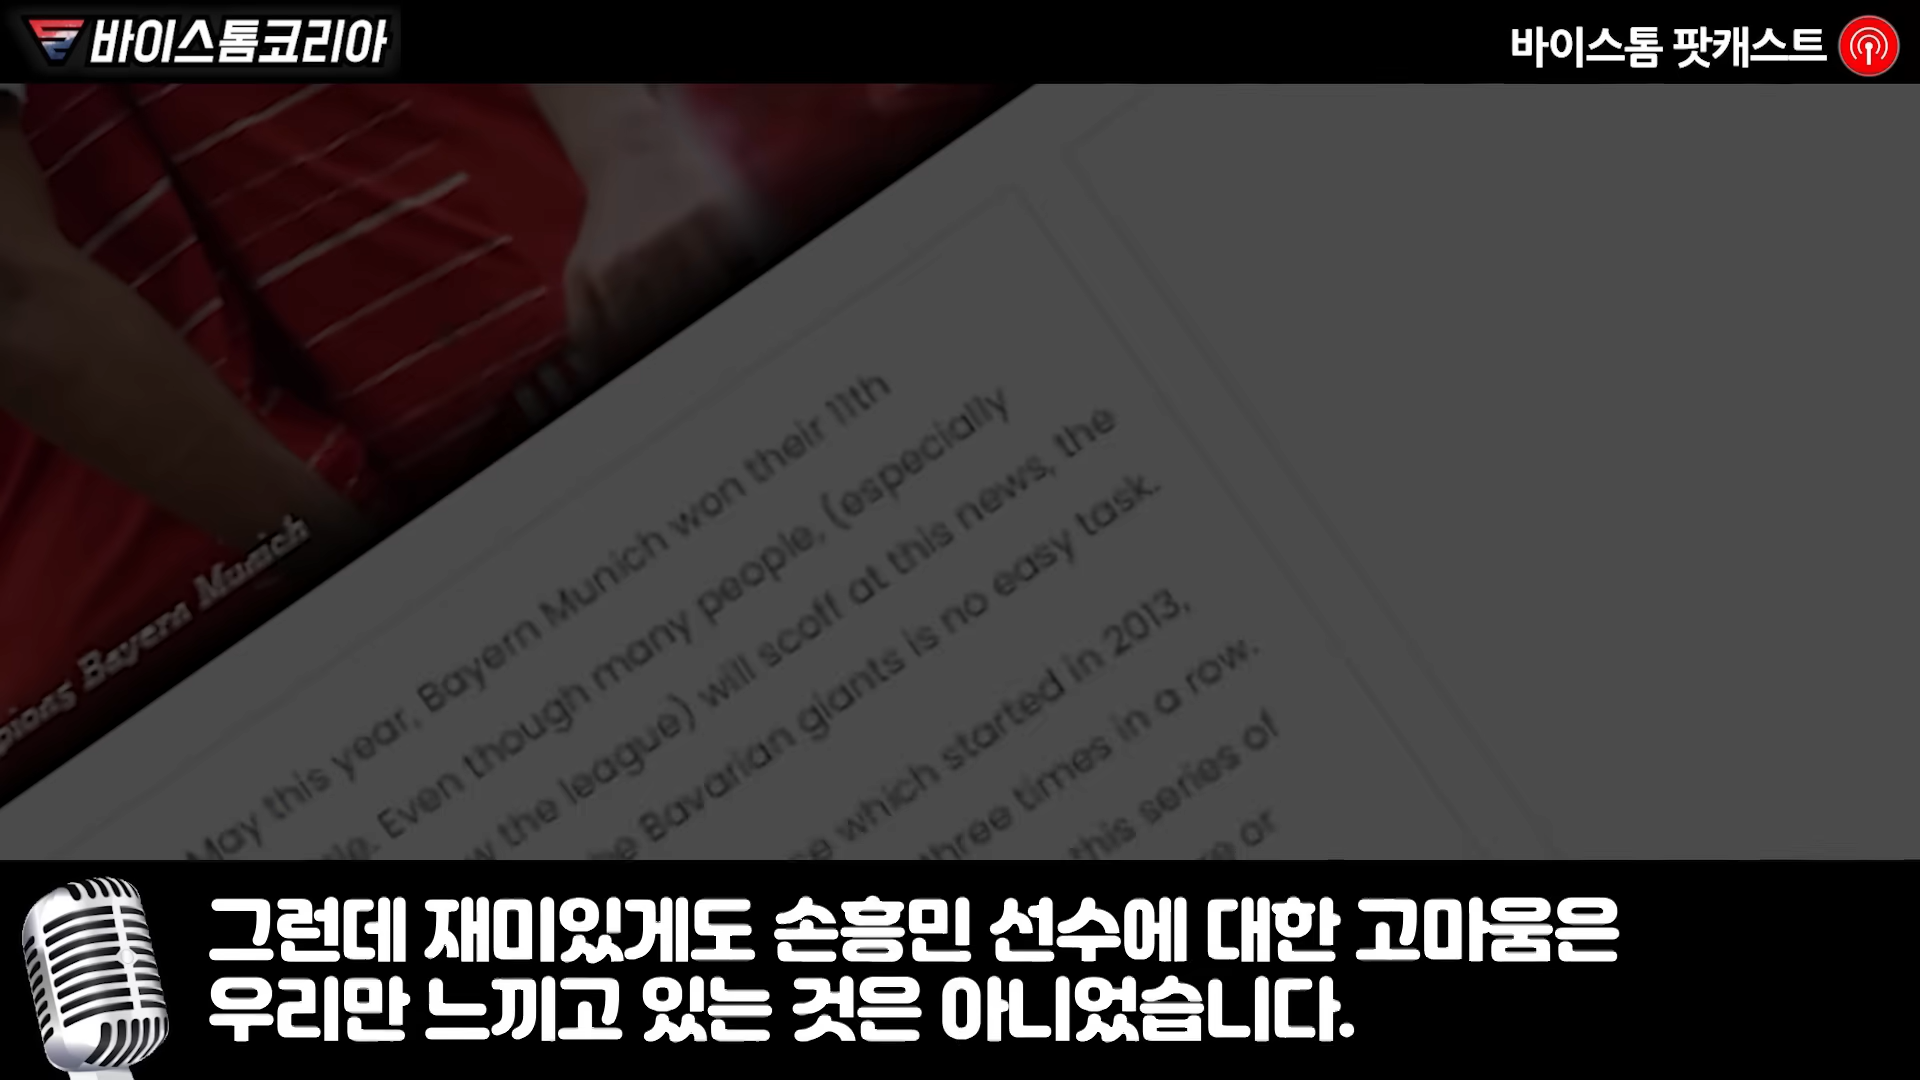 바이스톰코리아
바이스톰 팟캐스트
Bayern Munich
May this year, Bayern Munich won their 11th
Even though many people, (especially
the league) will scoff at this news, the
Bavarian giants is no easy task.
which started in 2013,
three times in a row.
this series of
or
그런데 재미있게도 손흥민 선수에 대한 고마움은
우리만 느끼고 있는 것은 아니었습니다.